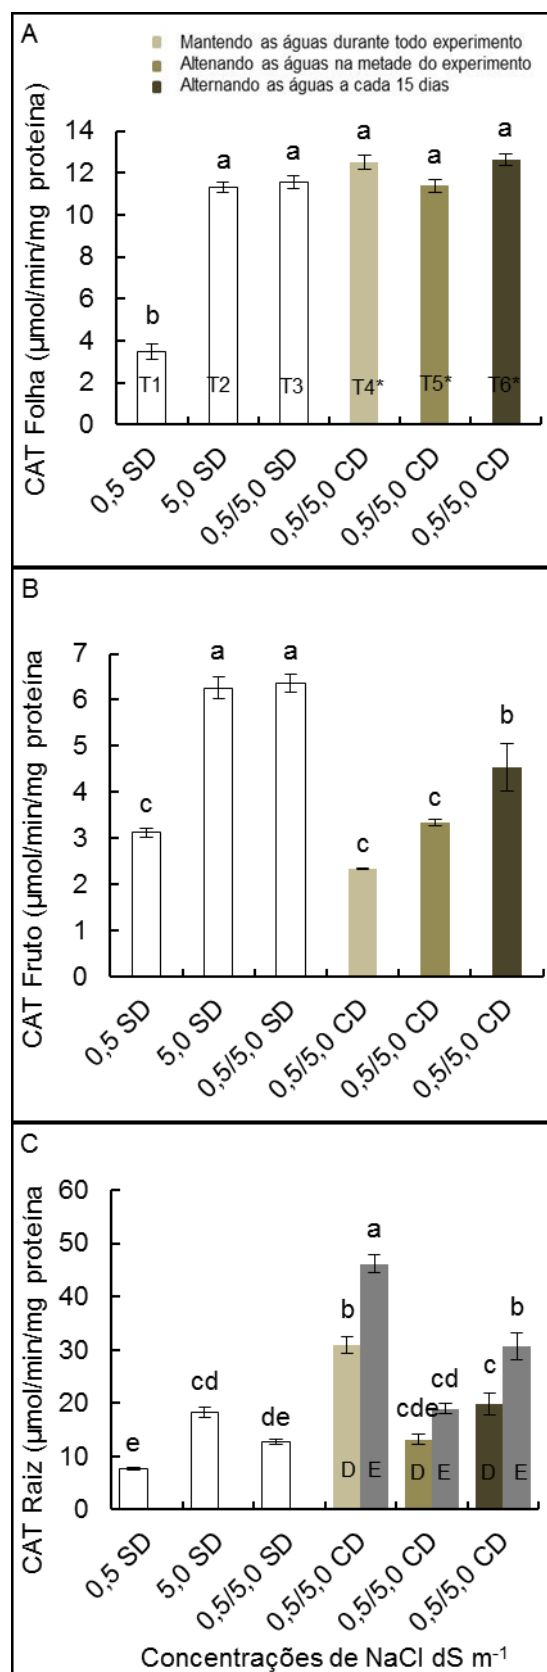 A
Mantendo as águas durante todo experimento
Altenando as águas na metade do experimento
Alternando as águas a cada 15 dias
CAT Folha (µmol/min/mg proteína)
14
12
10
8
6
4
2
0
b
a
a
a
a
a
T1
T2
T3
T4*
T5*
T6*
0,5 SD
5,0 SD
0,5/5,0 SD
0,5/5,0 CD
0,5/5,0 CD
0,5/5,0 CD
B
CAT Fruto (µmol/min/mg proteína
7
6
5
4
3
2
1
0
c
a
a
c
c
b
0,5 SD
5,0 SD
0,5/5,0 SD
0,5/5,0 CD
0,5/5,0 CD
0,5/5,0 CD
C
CAT Raiz (µmol/min/mg proteína
60
50
40
30
20
10
0
e
cd
de
b
a
cde
cd
c
b
D
E
D
E
D
E
0,5 SD
5,0 SD
0,5/5,0 SD
0,5/5,0 CD
0,5/5,0 CD
0,5/5,0 CD
Concentrações de NaCl dS m⁻¹